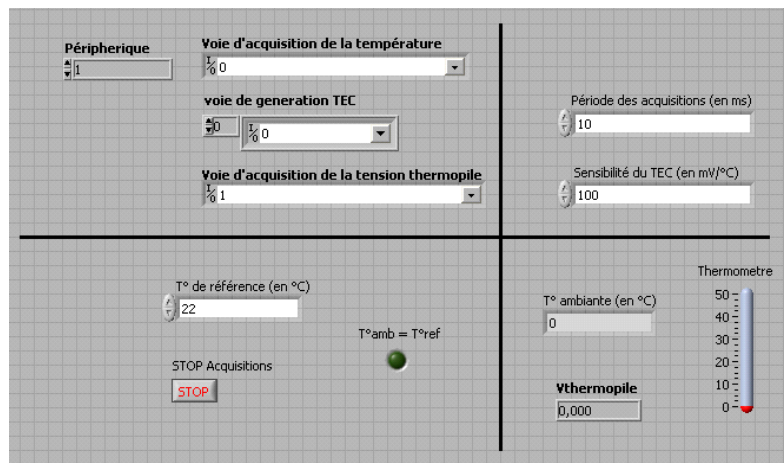 Péripherique
1
Voie d'acquisition de la température
I/O 0
voie de generation TEC
0
I/O 0
Voie d'acquisition de la tension thermopile
I/O 1
Période des acquisitions (en ms)
10
Sensibilité du TEC (en mV/°C)
100
T° de référence (en °C)
22
T°amb = T°ref
STOP Acquisitions
STOP
T° ambiante (en °C)
0
Vthermopile
0,000
Thermometre
50
40
30
20
10
0